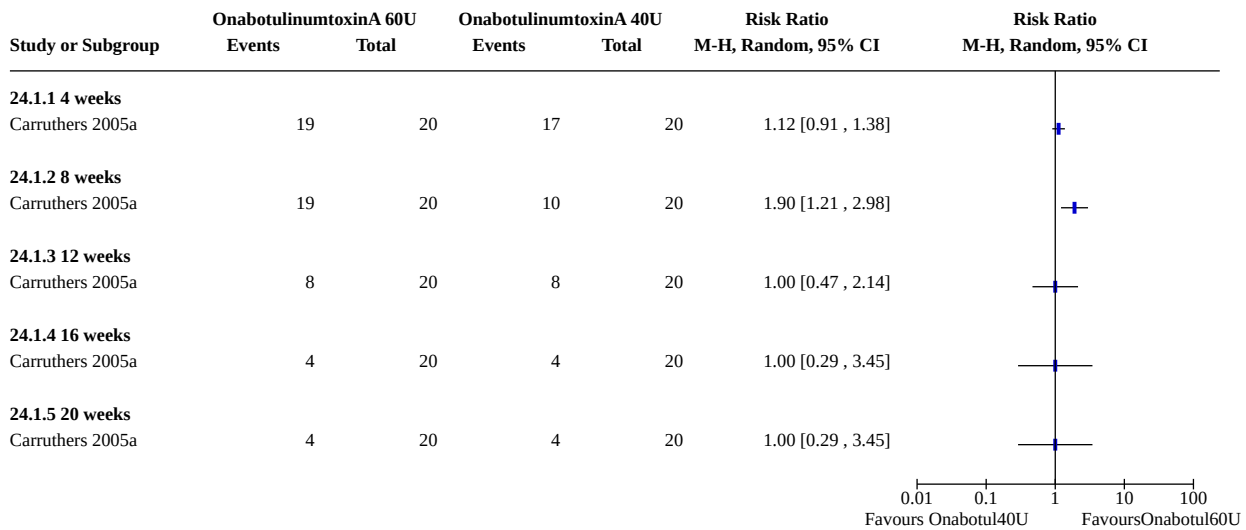 OnabotulinumtoxinA 60U OnabotulinumtoxinA 40U Risk Ratio Risk Ratio
Study or Subgroup Events Total Events Total M-H, Random, 95% CI M-H, Random, 95% CI
24.1.1 4 weeks
Carruthers 2005a 19 20 17 20 1.12 [0.91 , 1.38]
24.1.2 8 weeks
Carruthers 2005a 19 20 10 20 1.90 [1.21 , 2.98]
24.1.3 12 weeks
Carruthers 2005a 8 20 8 20 1.00 [0.47 , 2.14]
24.1.4 16 weeks
Carruthers 2005a 4 20 4 20 1.00 [0.29 , 3.45]
24.1.5 20 weeks
Carruthers 2005a 4 20 4 20 1.00 [0.29 , 3.45]
0.01 0.1 1 10 100
Favours Onabotul40U FavoursOnabotul60U